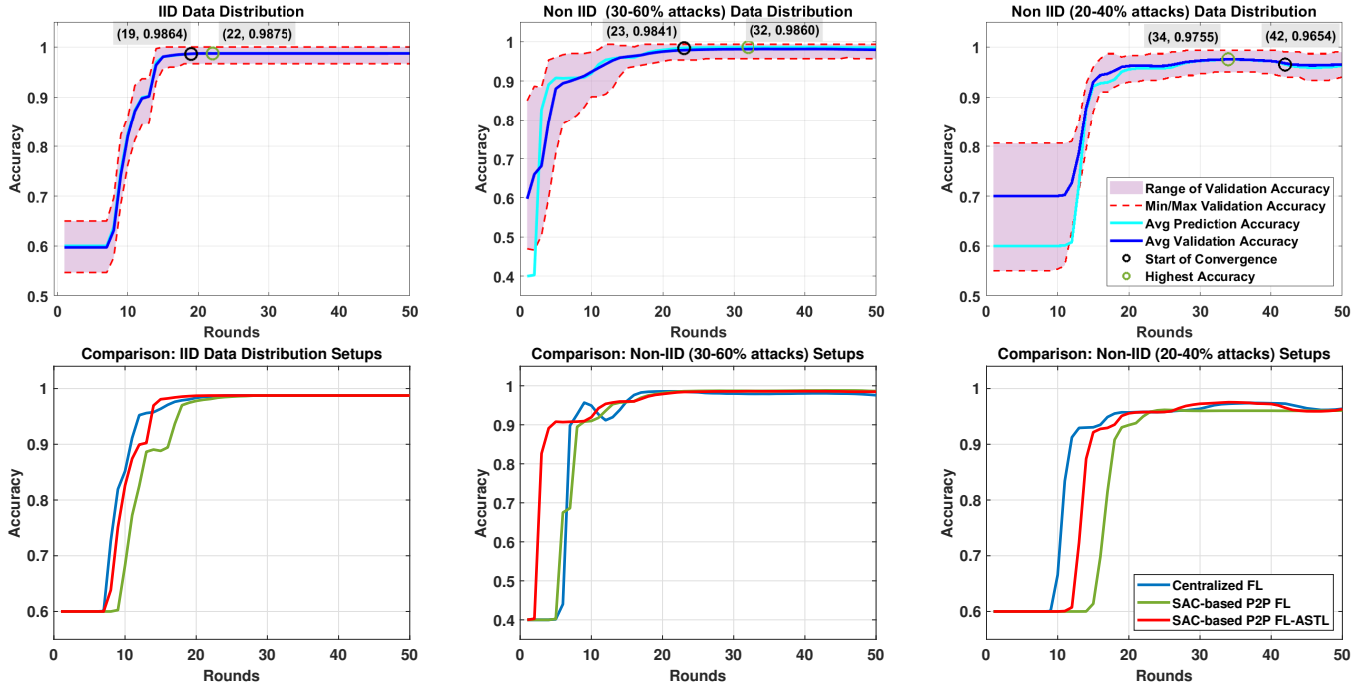 IID Data Distribution
(19, 0.9864)
(22, 0.9875)
1
0.9
0.8
0.7
0.6
0.5
Accuracy
0
10
20
30
40
50
Rounds
Non IID (30-60% attacks) Data Distribution
(23, 0.9841)
(32, 0.9860)
1
0.9
0.8
0.7
0.6
0.5
0.4
Accuracy
0
10
20
30
40
50
Rounds
Non IID (20-40% attacks) Data Distribution
(34, 0.9755)
(42, 0.9654)
1
0.9
0.8
0.7
0.6
0.5
Accuracy
Range of Validation Accuracy
Min/Max Validation Accuracy
Avg Prediction Accuracy
Avg Validation Accuracy
Start of Convergence
Highest Accuracy
0
10
20
30
40
50
Rounds
Comparison: IID Data Distribution Setups
1
0.9
0.8
0.7
0.6
Accuracy
0
10
20
30
40
50
Rounds
Comparison: Non-IID (30-60% attacks) Setups
1
0.9
0.8
0.7
0.6
0.5
0.4
Accuracy
0
10
20
30
40
50
Rounds
Comparison: Non-IID (20-40% attacks) Setups
1
0.9
0.8
0.7
0.6
Accuracy
Centralized FL
SAC-based P2P FL
SAC-based P2P FL-ASTL
0
10
20
30
40
50
Rounds